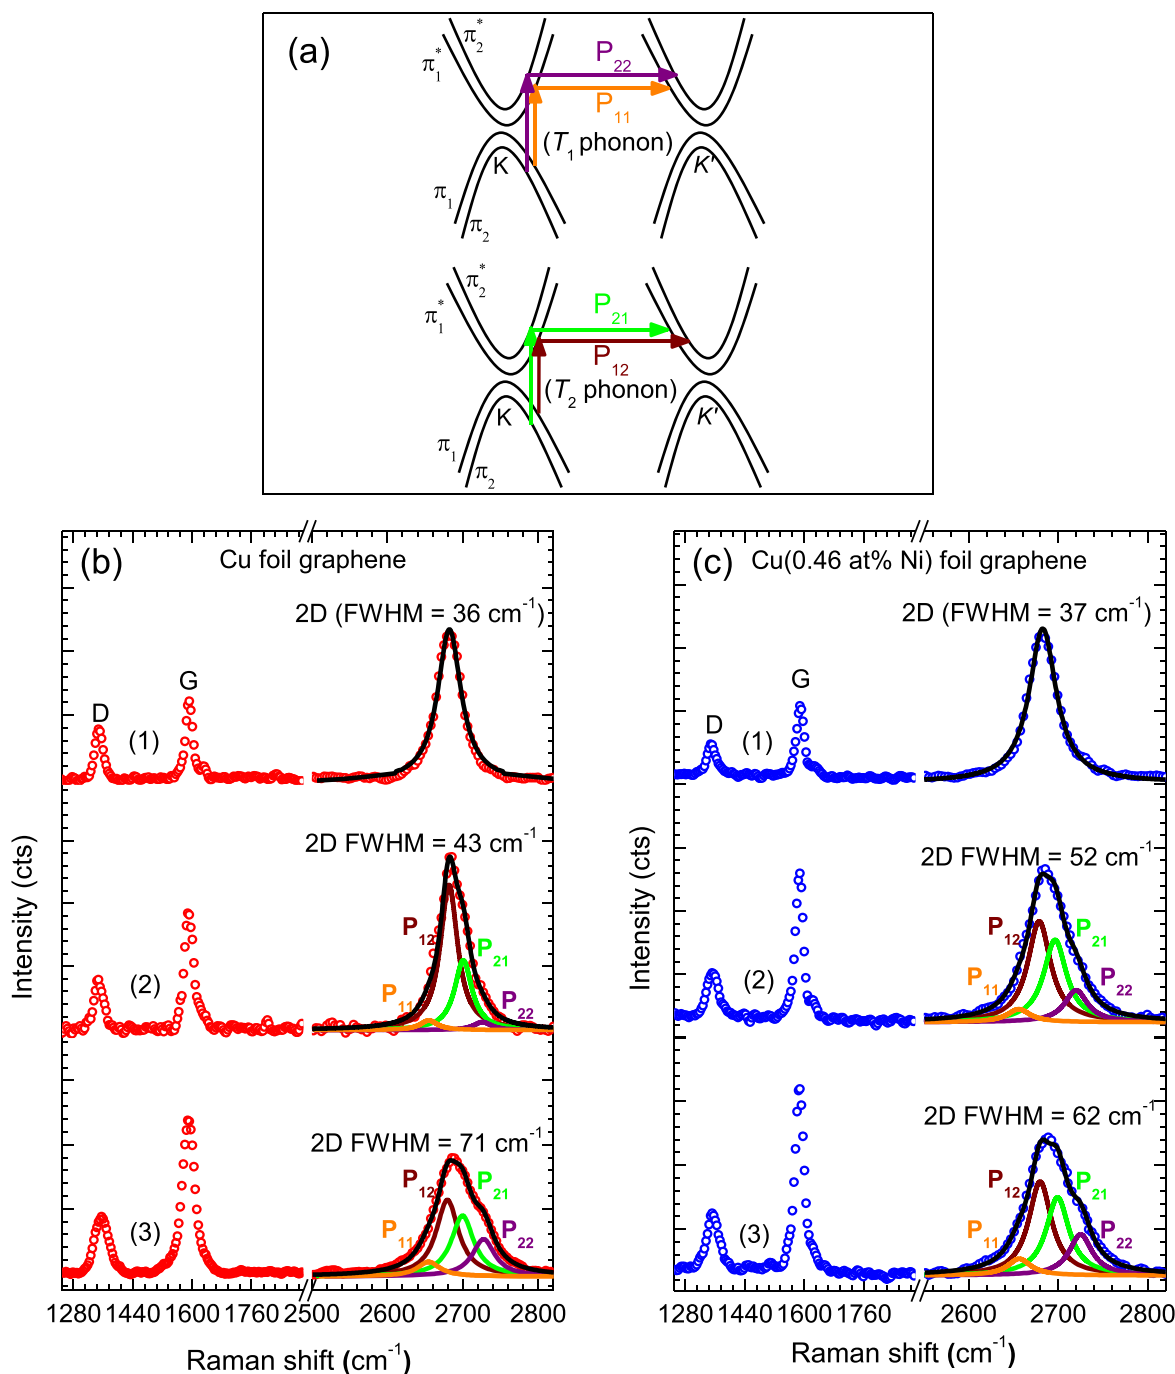 (a)
π2*
π1*
P22
P11
(T1 phonon)
K
K'
π1
π2
π2*
π1*
P21
P12
(T2 phonon)
K
K'
π1
π2
(b)
Cu foil graphene
2D (FWHM = 36 cm-1)
G
D
(1)
2D FWHM = 43 cm-1
P12
P21
(2)
P11
P22
2D FWHM = 71 cm-1
P12
P21
(3)
P11
P22
1280 1440 1600 1760 2500 2600 2700 2800
Raman shift (cm-1)
Intensity (cts)
(c)
Cu(0.46 at% Ni) foil graphene
2D (FWHM = 37 cm-1)
G
D
(1)
2D FWHM = 52 cm-1
P12
P21
(2)
P11
P22
2D FWHM = 62 cm-1
P12
P21
(3)
P11
P22
1280 1440 1600 1760 2600 2700 2800
Raman shift (cm-1)
Intensity (cts)